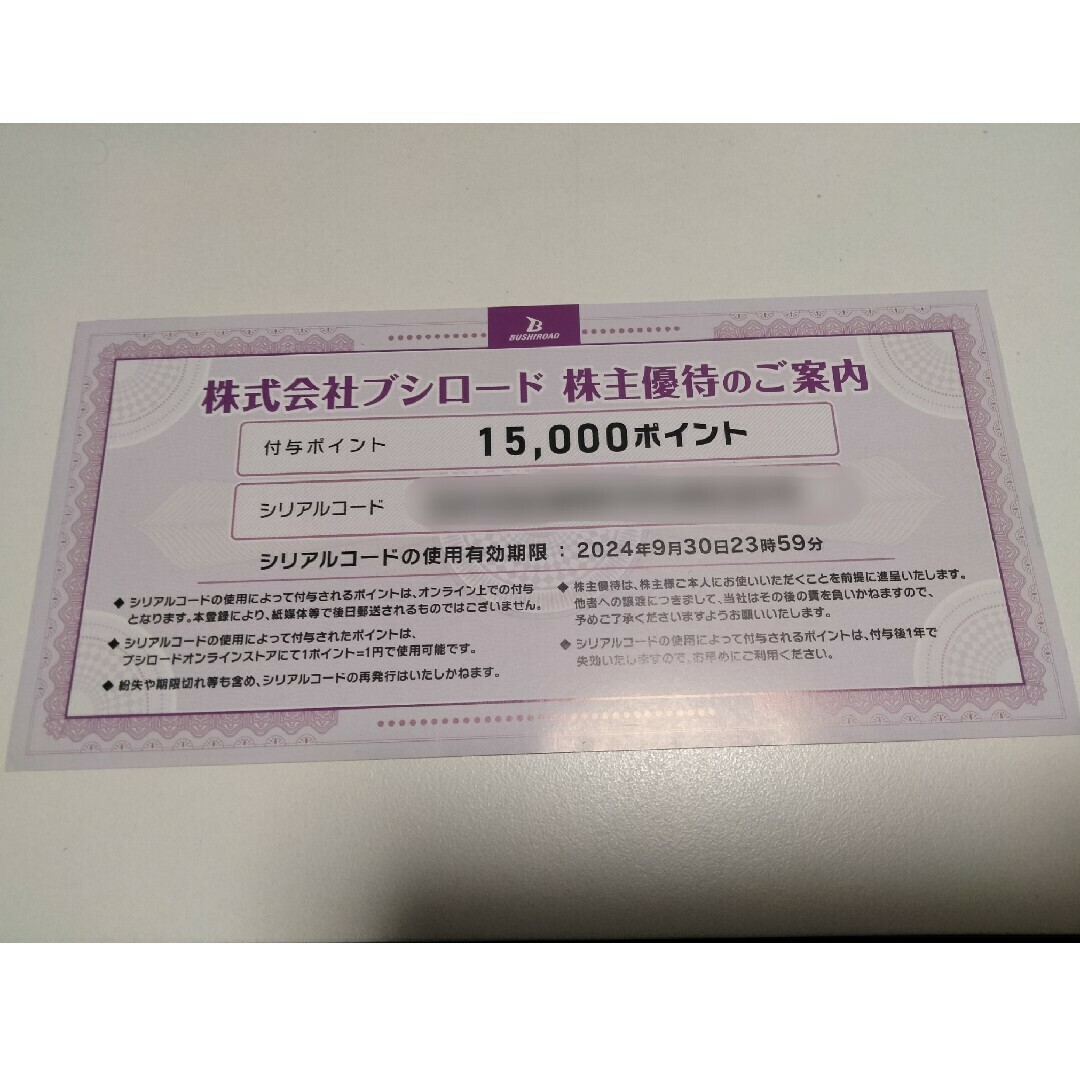 BUSHIROAD
株式会社ブシロード 株主優待のご案内
付与ポイント 15,000ポイント
シリアルコード
シリアルコードの使用有効期限 : 2024年9月30日23時59分
◆ シリアルコードの使用によって付与されるポイントは、オンライン上での付与
となります。本登録により、紙媒体等で後日郵送されるものではございません。
◆ シリアルコードの使用によって付与されたポイントは、
ブシロードオンラインストアにて1ポイント=1円で使用可能です。
◆ 紛失や期限切れ等も含め、シリアルコードの再発行はいたしかねます。
◆ 株主優待は、株主様ご本人にお使いいただくことを前提に進呈いたします。
他者への譲渡につきまして、当社はその後の責を負いかねますので、
予めご了承くださいますようお願いいたします。
◆ シリアルコードの使用によって付与されるポイントは、付与後1年で
失効いたしますので、お早めにご利用ください。